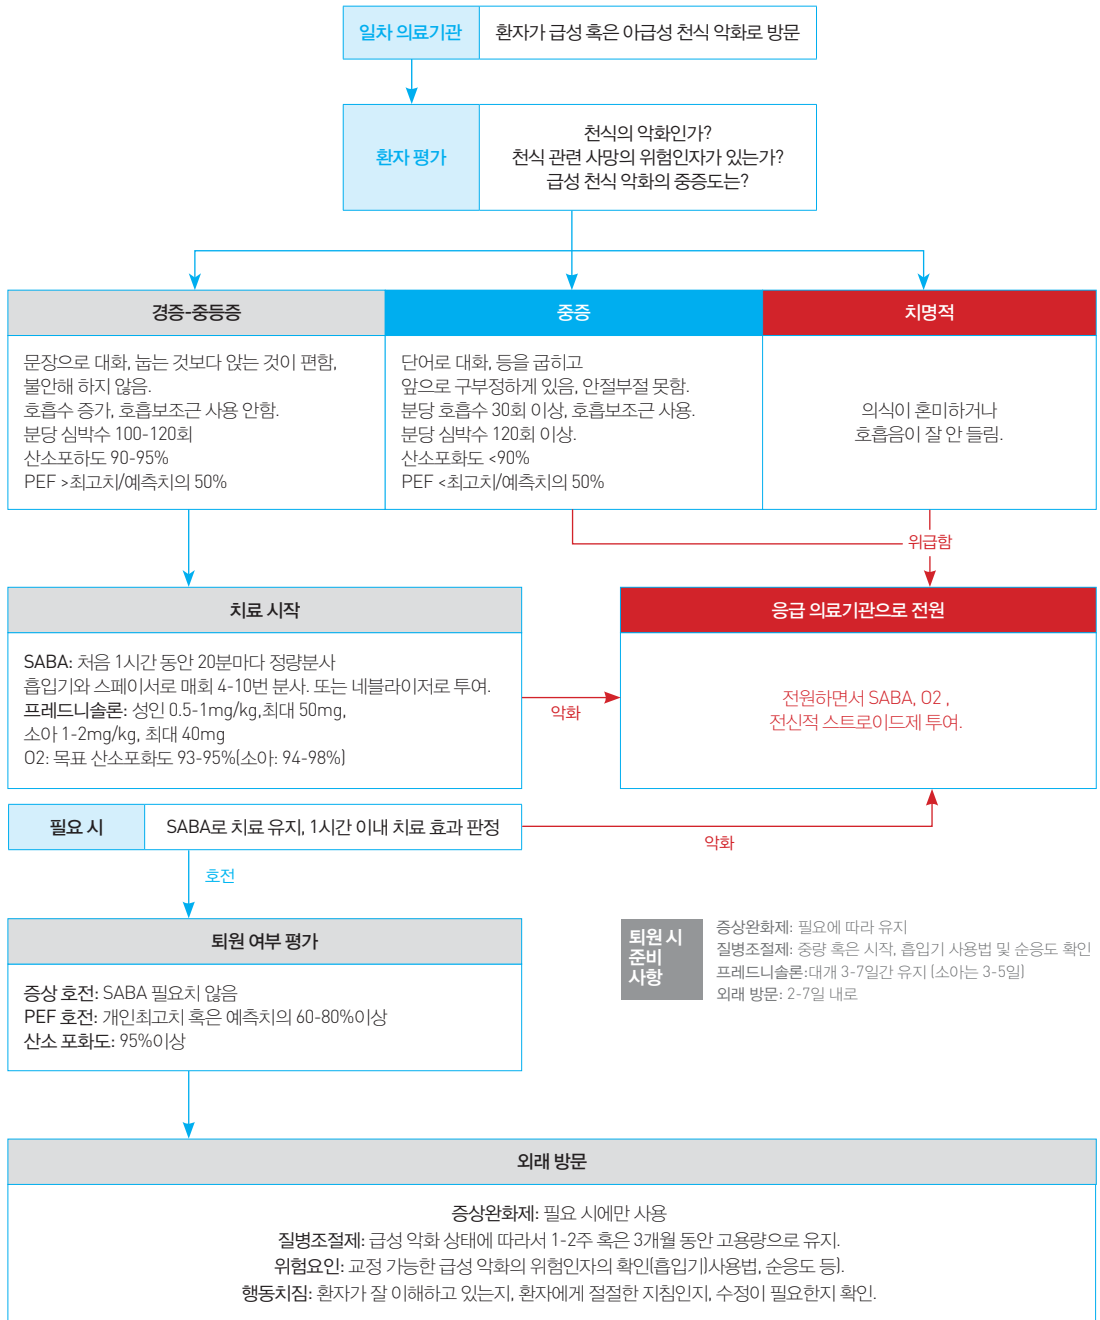 일차 의료기관
환자가 급성 혹은 아급성 천식 악화로 방문
환자 평가
천식의 악화인가?
천식 관련 사망의 위험인자가 있는가?
급성 천식 악화의 중증도는?
경증-중등증
문장으로 대화, 눕는 것보다 앉는 것이 편함,
불안해 하지 않음.
호흡수 증가, 호흡보조근 사용 안함.
분당 심박수 100-120회
산소포하도 90-95%
PEF >최고치/예측치의 50%
중증
단어로 대화, 등을 굽히고
앞으로 구부정하게 있음, 안절부절 못함.
분당 호흡수 30회 이상, 호흡보조근 사용.
분당 심박수 120회 이상.
산소포화도 <90%
PEF <최고치/예측치의 50%
치명적
의식이 혼미하거나
호흡음이 잘 안 들림.
위급함
치료 시작
SABA: 처음 1시간 동안 20분마다 정량분사
흡입기와 스페이서로 매회 4-10번 분사. 또는 네블라이저로 투여.
프레드니솔론: 성인 0.5-1mg/kg,최대 50mg,
소아 1-2mg/kg, 최대 40mg
O2: 목표 산소포화도 93-95%(소아: 94-98%)
악화
응급 의료기관으로 전원
전원하면서 SABA, O2 ,
전신적 스트로이드제 투여.
필요 시
SABA로 치료 유지, 1시간 이내 치료 효과 판정
악화
호전
퇴원 여부 평가
증상 호전: SABA 필요치 않음
PEF 호전: 개인최고치 혹은 예측치의 60-80%이상
산소 포화도: 95%이상
퇴원 시
준비
사항
증상완화제: 필요에 따라 유지
질병조절제: 중량 혹은 시작, 흡입기 사용법 및 순응도 확인
프레드니솔론:대개 3-7일간 유지 (소아는 3-5일)
외래 방문: 2-7일 내로
외래 방문
증상완화제: 필요 시에만 사용
질병조절제: 급성 악화 상태에 따라서 1-2주 혹은 3개월 동안 고용량으로 유지.
위험요인: 교정 가능한 급성 악화의 위험인자의 확인(흡입기)사용법, 순응도 등).
행동치짐: 환자가 잘 이해하고 있는지, 환자에게 절절한 지침인지, 수정이 필요한지 확인.